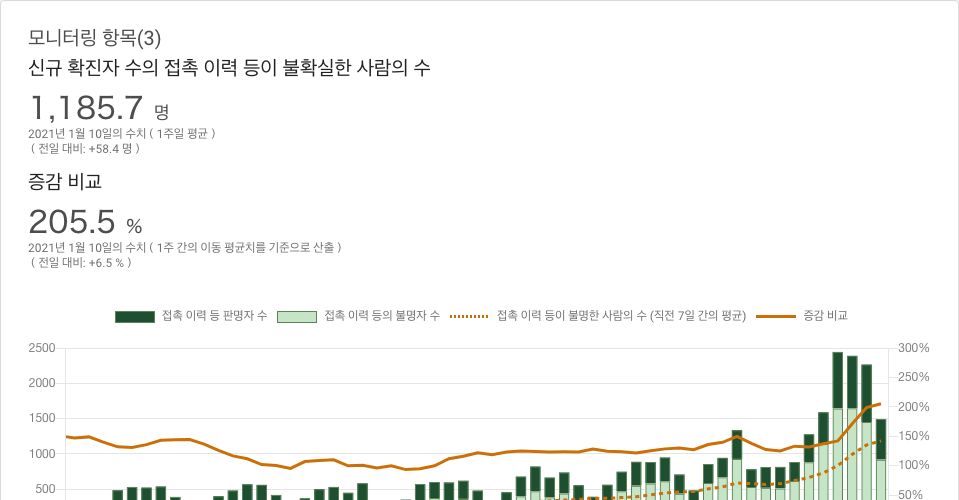 모니터링 항목(3)
신규 확진자 수의 접촉 이력 등이 불확실한 사람의 수
1,185.7 명
2021년 1월 10일의 수치 ( 1주일 평균 )
( 전일 대비: +58.4 명 )
증감 비교
205.5 %
2021년 1월 10일의 수치 ( 1주 간의 이동 평균치를 기준으로 산출 )
( 전일 대비: +6.5 % )
접촉 이력 등 판명자 수 접촉 이력 등의 불명자 수 접촉 이력 등이 불명한 사람의 수 (직전 7일 간의 평균) 증감 비교
2500 300%
2000 250%
1500 200%
1000 150%
500 100%
50%